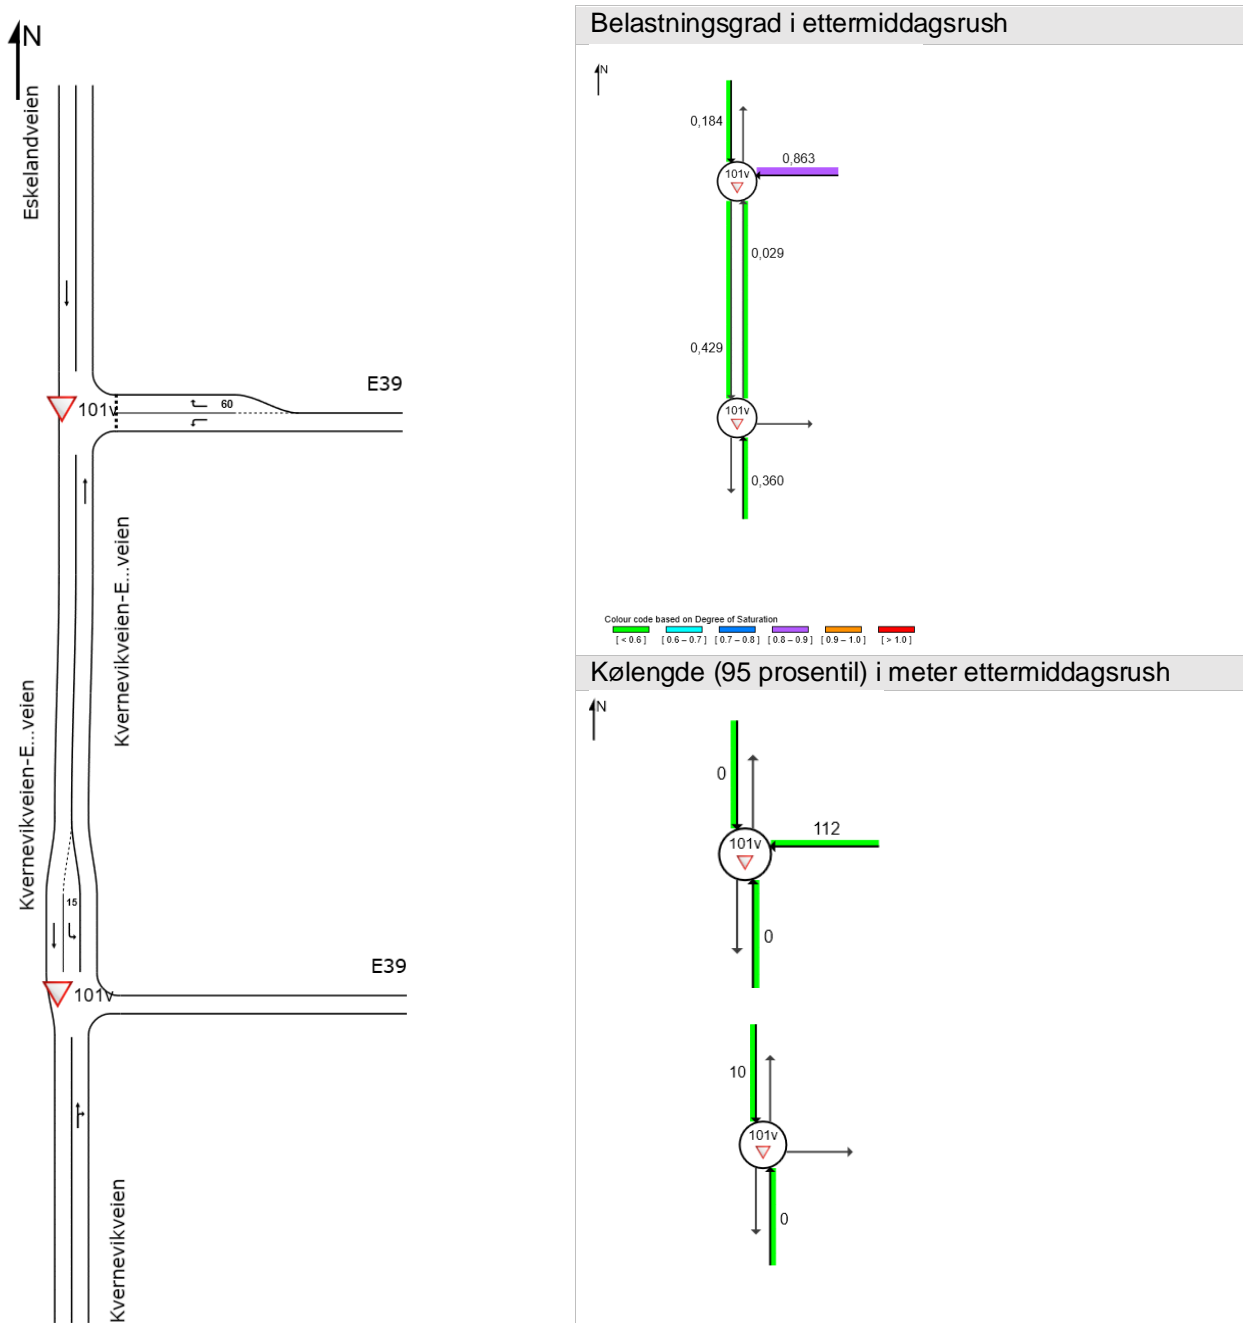 N
Eskelandveien
E39
60
101v
Kvernevikveien-E...veien
Kvernevikveien-E...veien
15
E39
101v
Kvernevikveien
Belastningsgrad i ettermiddagsrush
N
0,184
0,863
101v
0,029
0,429
101v
0,360
Colour code based on Degree of Saturation
[ < 0.6 ] [ 0.6 – 0.7 ] [ 0.7 – 0.8 ] [ 0.8 – 0.9 ] [ 0.9 – 1.0 ] [ > 1.0 ]
Kølengde (95 prosentil) i meter ettermiddagsrush
N
0
112
101v
0
10
101v
0